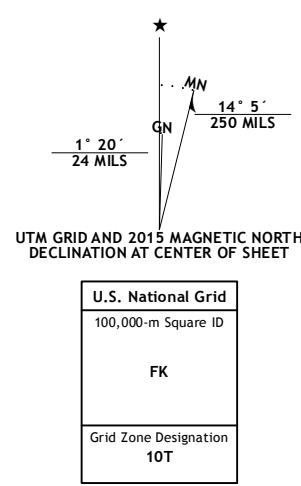 ★
MN
GN
14° 5´
250 MILS
1° 20´
24 MILS
UTM GRID AND 2015 MAGNETIC NORTH
DECLINATION AT CENTER OF SHEET
U.S. National Grid
100,000-m Square ID
FK
Grid Zone Designation
10T